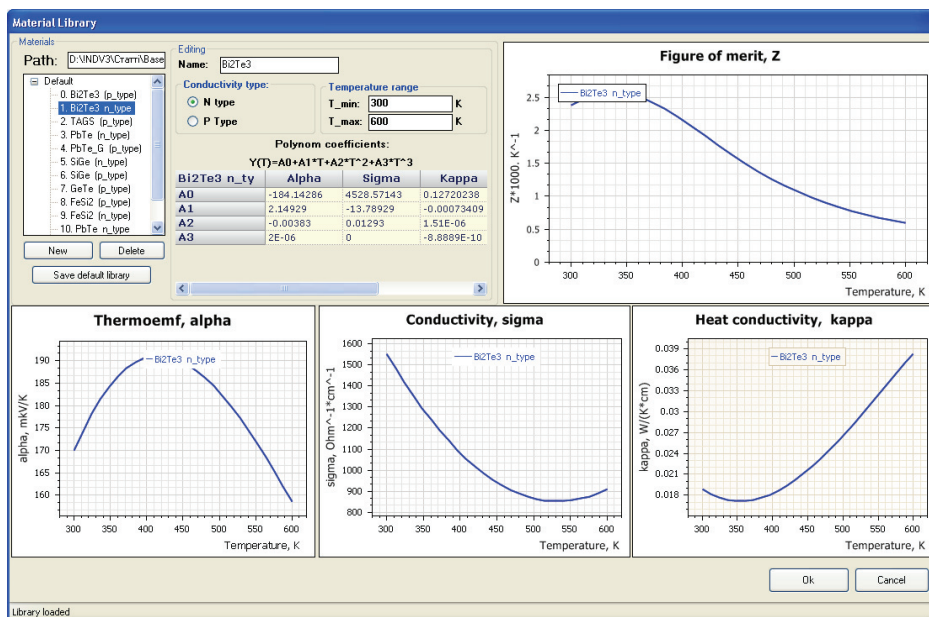 Material Library
Materials
Path: D:\INDV3\Crarri\Base
Default
0. Bi2Te3 (p_type)
1. Bi2Te3 n_type
2. TAGS (p_type)
3. PbTe (n_type)
4. PbTe_G (p_type)
5. SiGe (n_type)
6. SiGe (p_type)
7. GeTe (p_type)
8. FeSi2 (p_type)
9. FeSi2 (n_type)
10. PbTe n_type
New Delete
Save default library
Editing
Name: Bi2Te3
Conductivity type:
N type
P Type
Temperature range
T_min: 300 K
T_max: 600 K
Polynom coefficients:
Y(T)=A0+A1*T+A2*T^2+A3*T^3
Bi2Te3 n_ty Alpha Sigma Kappa
A0 -184.14286 4528.57143 0.12720238
A1 2.14929 -13.78929 -0.00073409
A2 -0.00383 0.01293 1.51E-06
A3 2E-06 0 -8.8889E-10
Figure of merit, Z
Bi2Te3 n_type
Z*1000. K^-1
2.5
2
1.5
1
0.5
0
300 350 400 450 500 550 600
Temperature, K
Thermoemf, alpha
Bi2Te3 n_type
alpha, mkV/K
190
185
180
175
170
165
160
300 350 400 450 500 550 600
Temperature, K
Conductivity, sigma
Bi2Te3 n_type
sigma, Ohm^-1*cm^-1
1600
1500
1400
1300
1200
1100
1000
900
800
300 350 400 450 500 550 600
Temperature, K
Heat conductivity, kappa
Bi2Te3 n_type
kappa, W/(K*cm)
0.039
0.036
0.033
0.03
0.027
0.024
0.021
0.018
300 350 400 450 500 550 600
Temperature, K
Ok Cancel
Library loaded